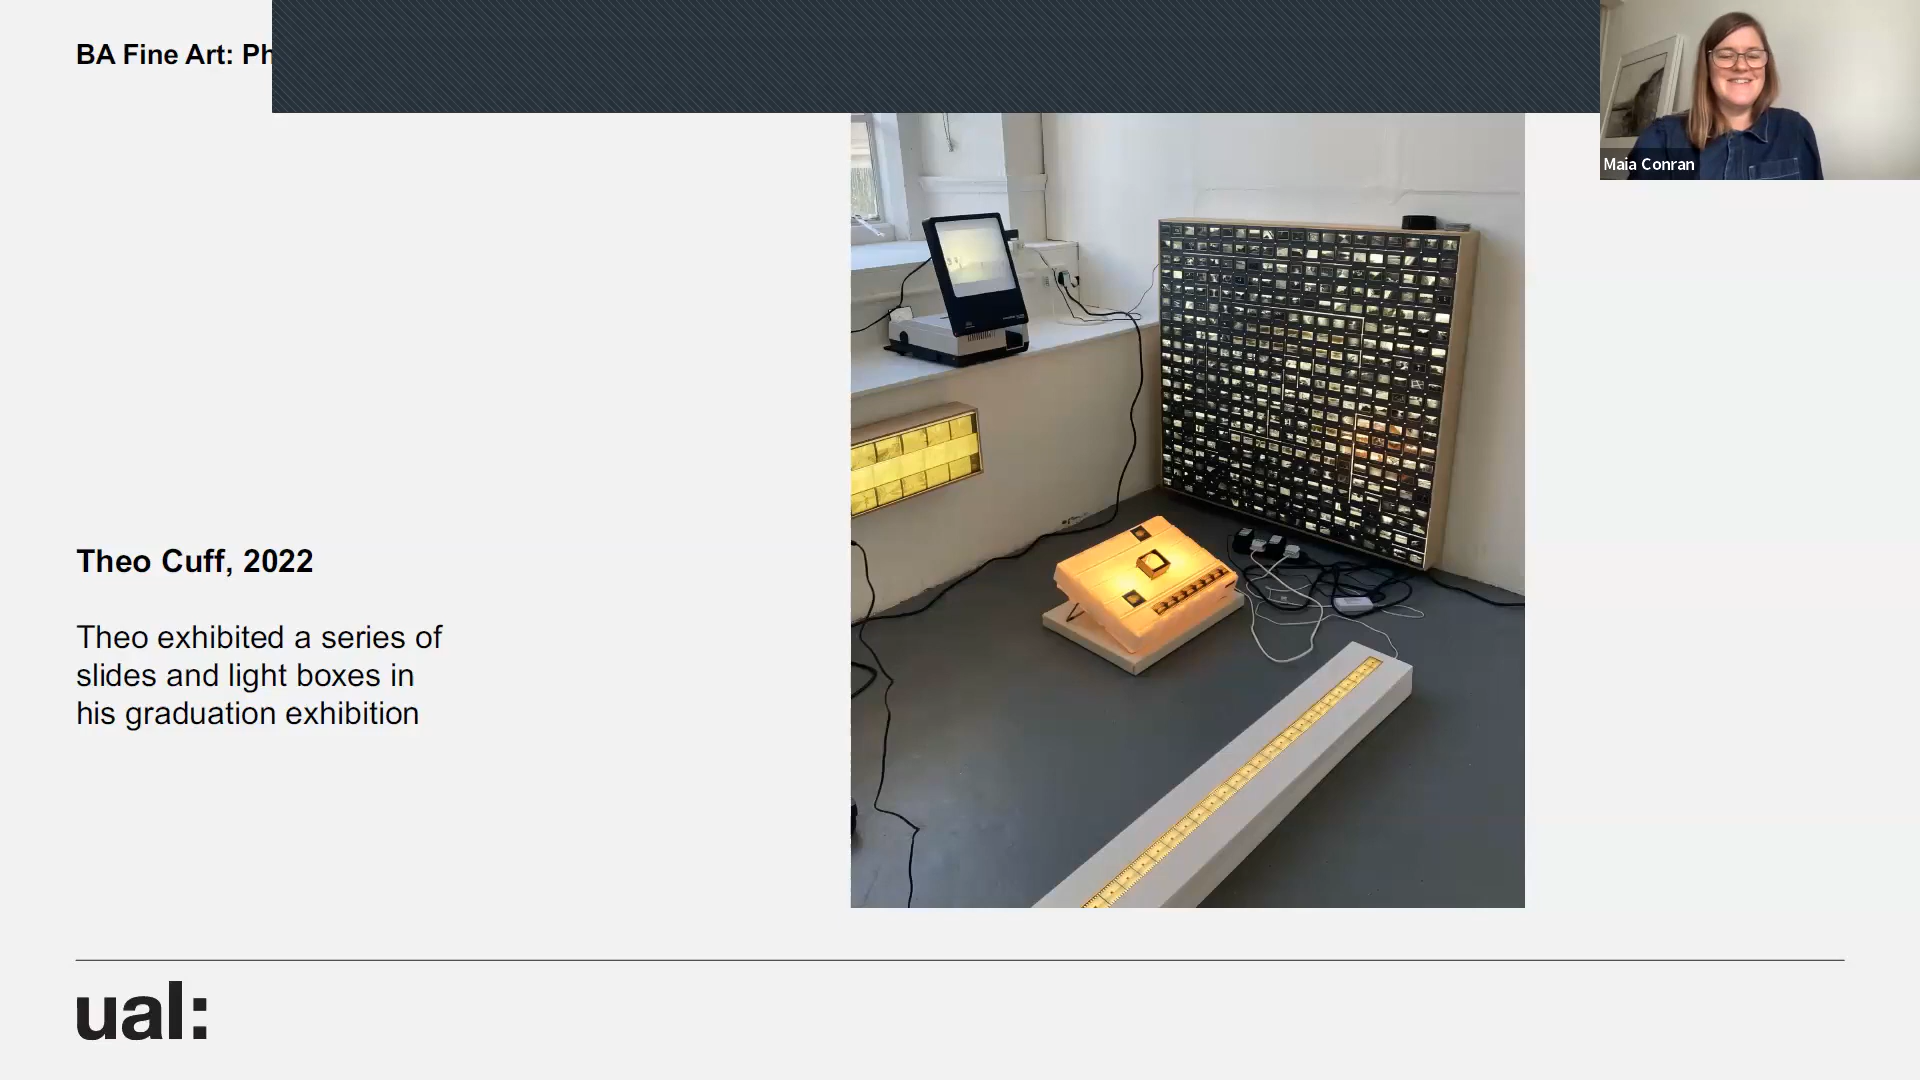 BA Fine Art: Ph
Maia Conran
Theo Cuff, 2022
Theo exhibited a series of
slides and light boxes in
his graduation exhibition
ual: